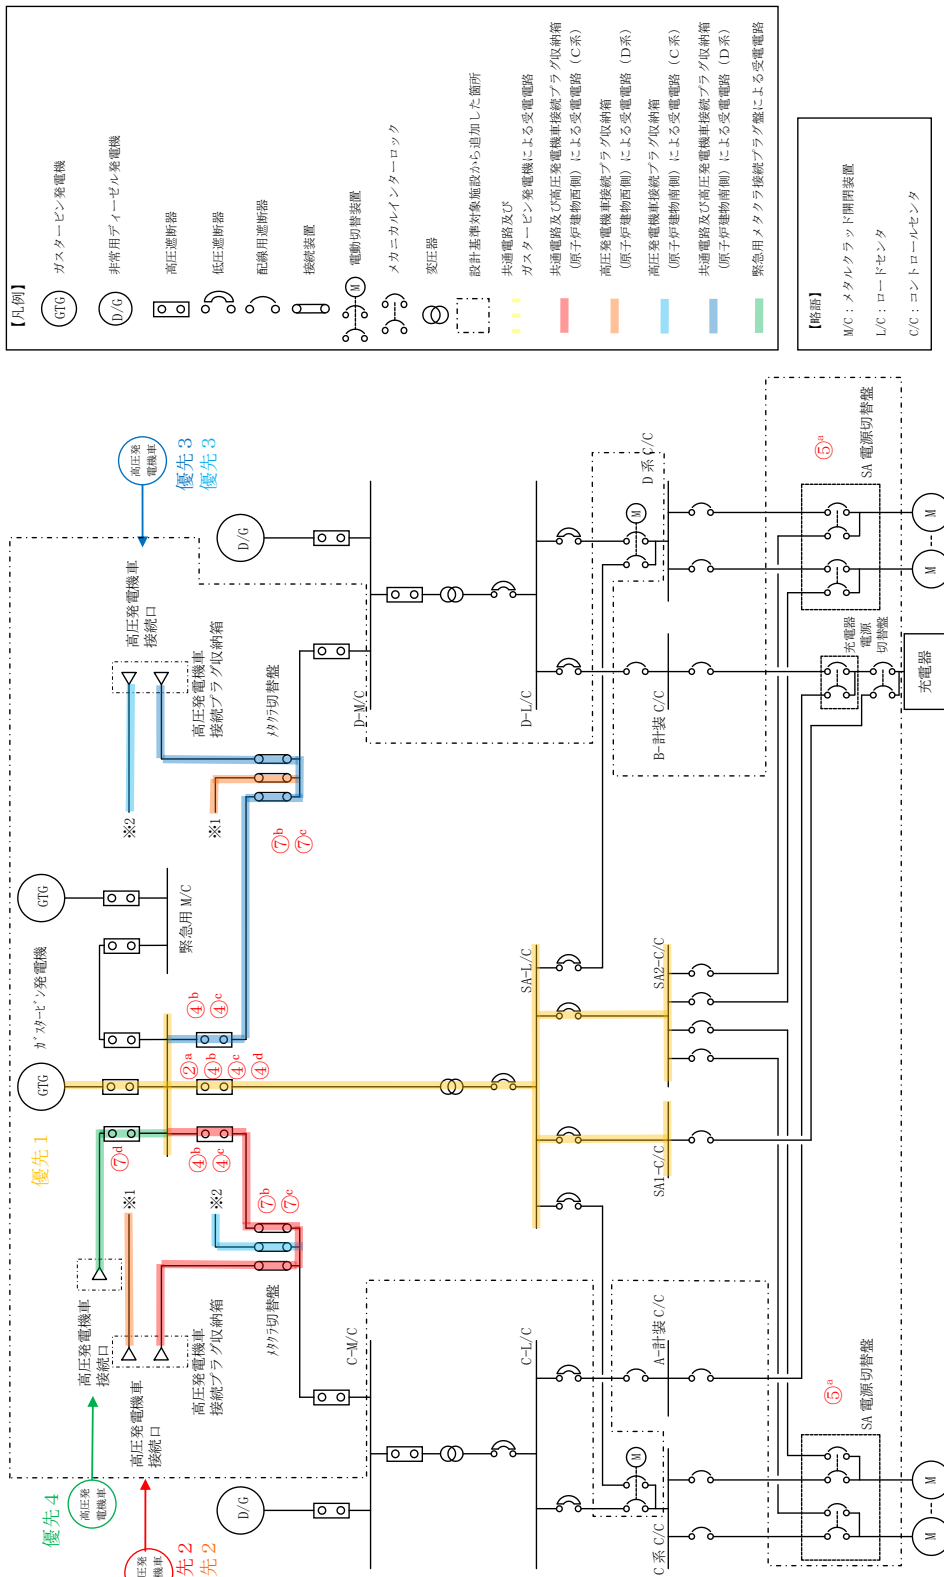 【凡例】
GTG
ガスタービン発電機
D/G
非常用ディーゼル発電機
高圧遮断器
低圧遮断器
配線用遮断器
接続装置
M
電動切替装置
メカニカルインターロック
変圧器
設計基準対象施設から追加した箇所
共通電路及び
ガスタービン発電機による受電電路
共通電路及び高圧発電機車接続プラグ収納箱
(原子炉建物西側)による受電電路（C系）
高圧発電機車接続プラグ収納箱
(原子炉建物西側)による受電電路（D系）
高圧発電機車接続プラグ収納箱
(原子炉建物南側)による受電電路（C系）
共通電路及び高圧発電機車接続プラグ収納箱
(原子炉建物南側)による受電電路（D系）
緊急用メタクラ接続プラグ盤による受電電路
【略語】
M/C：メタルクラッド開閉装置
L/C：ロードセンタ
C/C：コントロールセンタ
優先４
高圧発
電機車
高圧発電機車
接続口
優先１
GTG
ｶﾞｽﾀｰﾋﾞﾝ発電機
GTG
緊急用 M/C
高圧発
電機車
優先３
優先３
高圧発電機車
接続口
高圧発電機車
接続プラグ収納箱
※2
※1
ﾒﾀｸﾗ切替盤
⑦b
⑦c
④b
④c
②a
④b
④c
④d
⑦d
④b
④c
※1
※2
⑦b
⑦c
高圧発電機車
接続口
高圧発電機車
接続プラグ収納箱
ﾒﾀｸﾗ切替盤
圧発
機車
先２
先２
D/G
C-M/C
C-L/C
D/G
D-M/C
D-L/C
SA-L/C
SA1-C/C
SA2-C/C
C系 C/C
M
A-計装 C/C
B-計装 C/C
D系 C/C
M
⑤a
SA 電源切替盤
⑤a
SA 電源切替盤
充電器
電源
切替盤
充電器
M
M
M
M